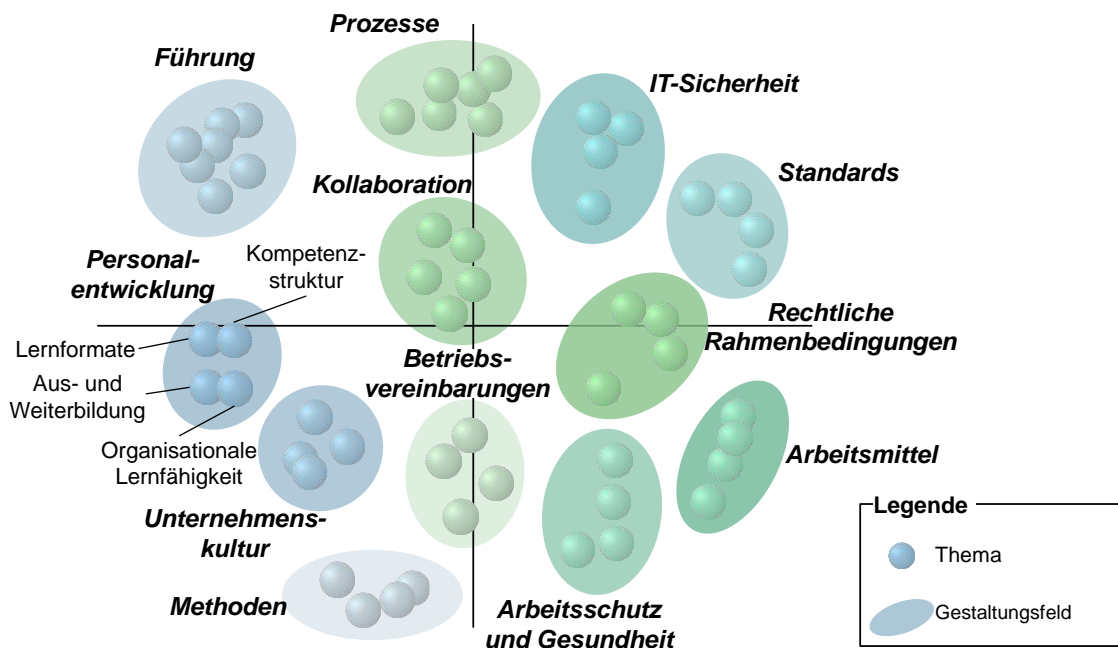 Prozesse
Führung
IT-Sicherheit
Standards
Kollaboration
Personal-
entwicklung
Kompetenz-
struktur
Lernformate
Aus- und
Weiterbildung
Organisationale
Lernfähigkeit
Rechtliche
Rahmenbedingungen
Betriebs-
vereinbarungen
Arbeitsmittel
Unternehmens-
kultur
Methoden
Arbeitsschutz
und Gesundheit
Legende
Thema
Gestaltungsfeld